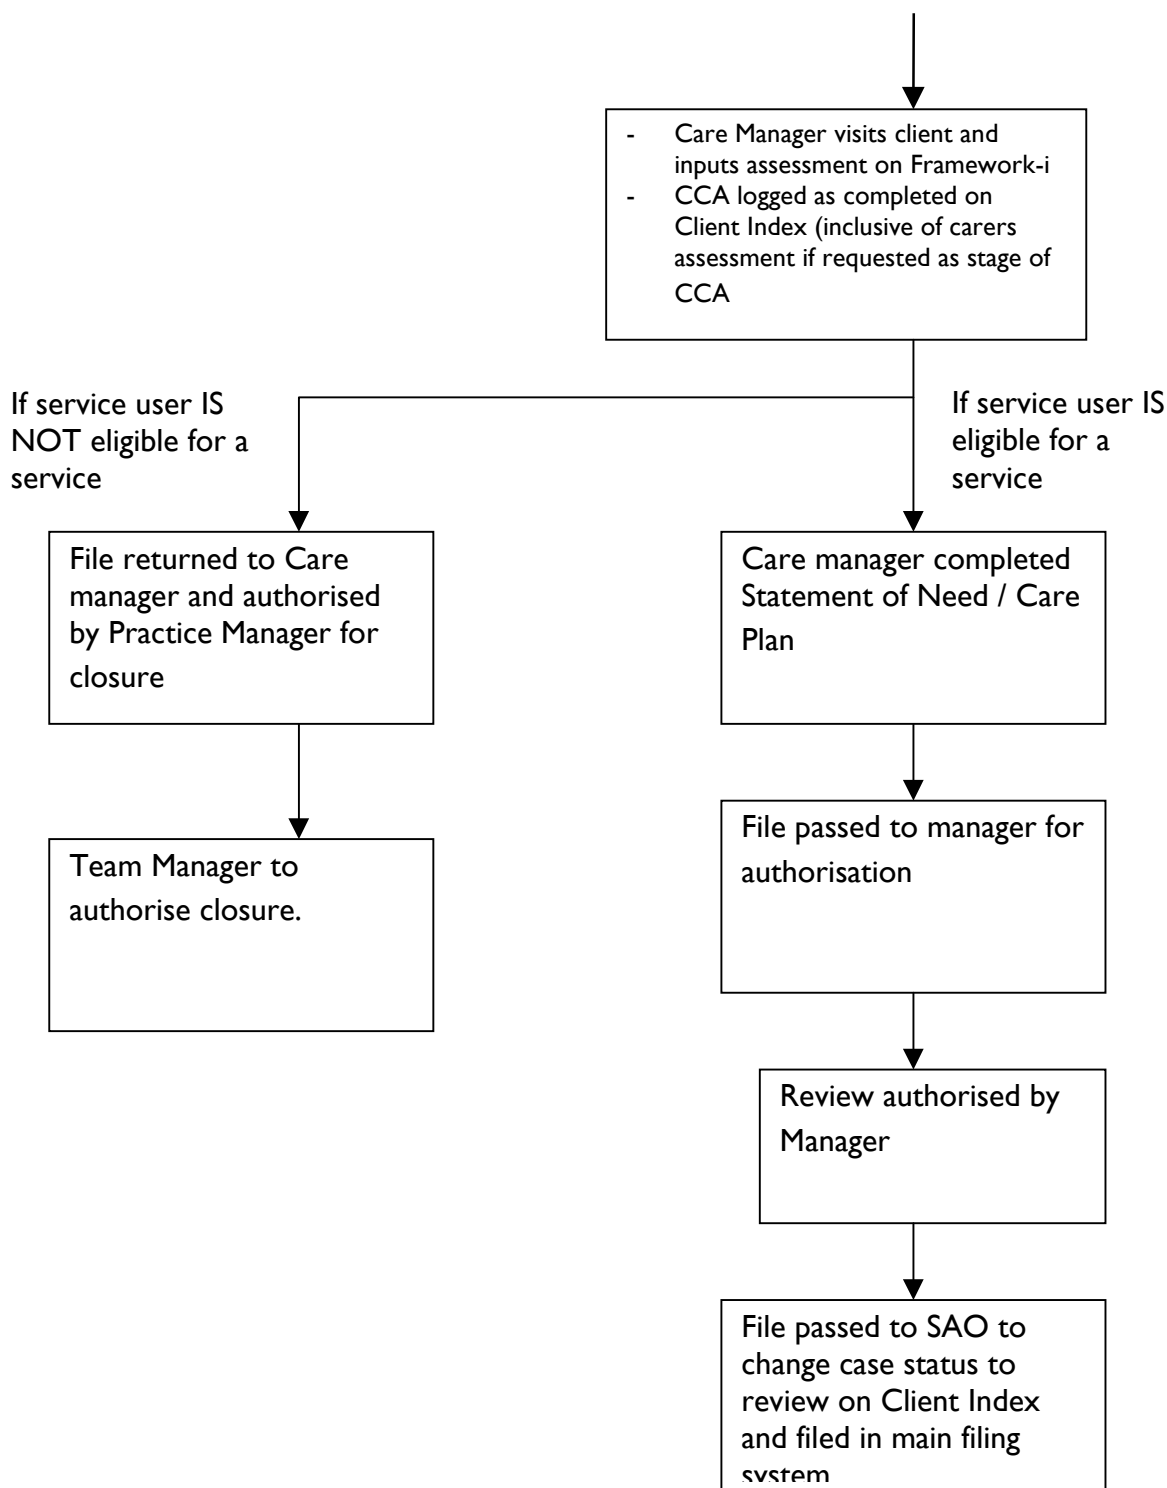 - Care Manager visits client and
inputs assessment on Framework-i
- CCA logged as completed on
Client Index (inclusive of carers
assessment if requested as stage of
CCA
If service user IS
NOT eligible for a
service
If service user IS
eligible for a
service
File returned to Care
manager and authorised
by Practice Manager for
closure
Care manager completed
Statement of Need / Care
Plan
Team Manager to
authorise closure.
File passed to manager for
authorisation
Review authorised by
Manager
File passed to SAO to
change case status to
review on Client Index
and filed in main filing
system